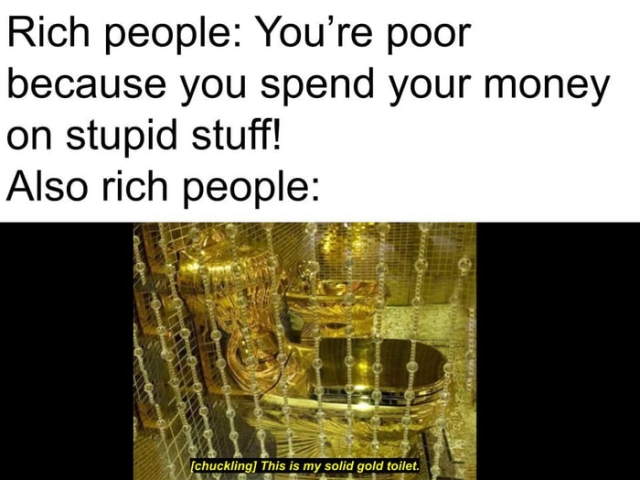 Rich people: You’re poor
because you spend your money
on stupid stuff!
Also rich people:
[chuckling] This is my solid gold toilet.